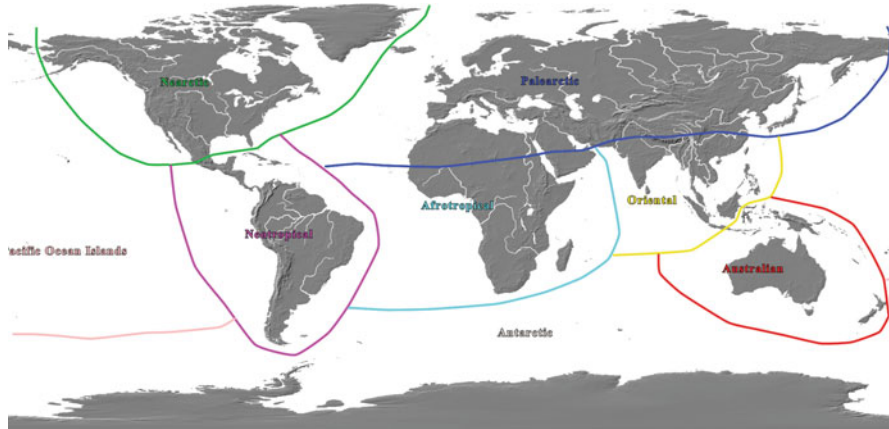 Nearctic
Palearctic
Oriental
Afrotropical
Neotropical
acific Ocean Islands
Australian
Antarctic